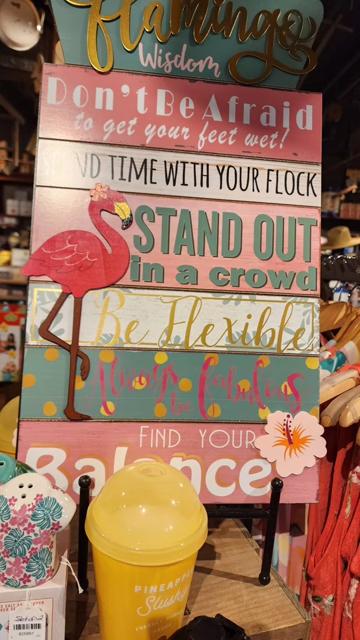 flamingo
Wisdom
Don't Be Afraid
to get your feet wet!
TIME WITH YOUR FLOCK
STAND OUT
in a crowd
Be Flexible
Always
be fabulous
FIND YOUR
Balance
PINEAPPLE
Slush